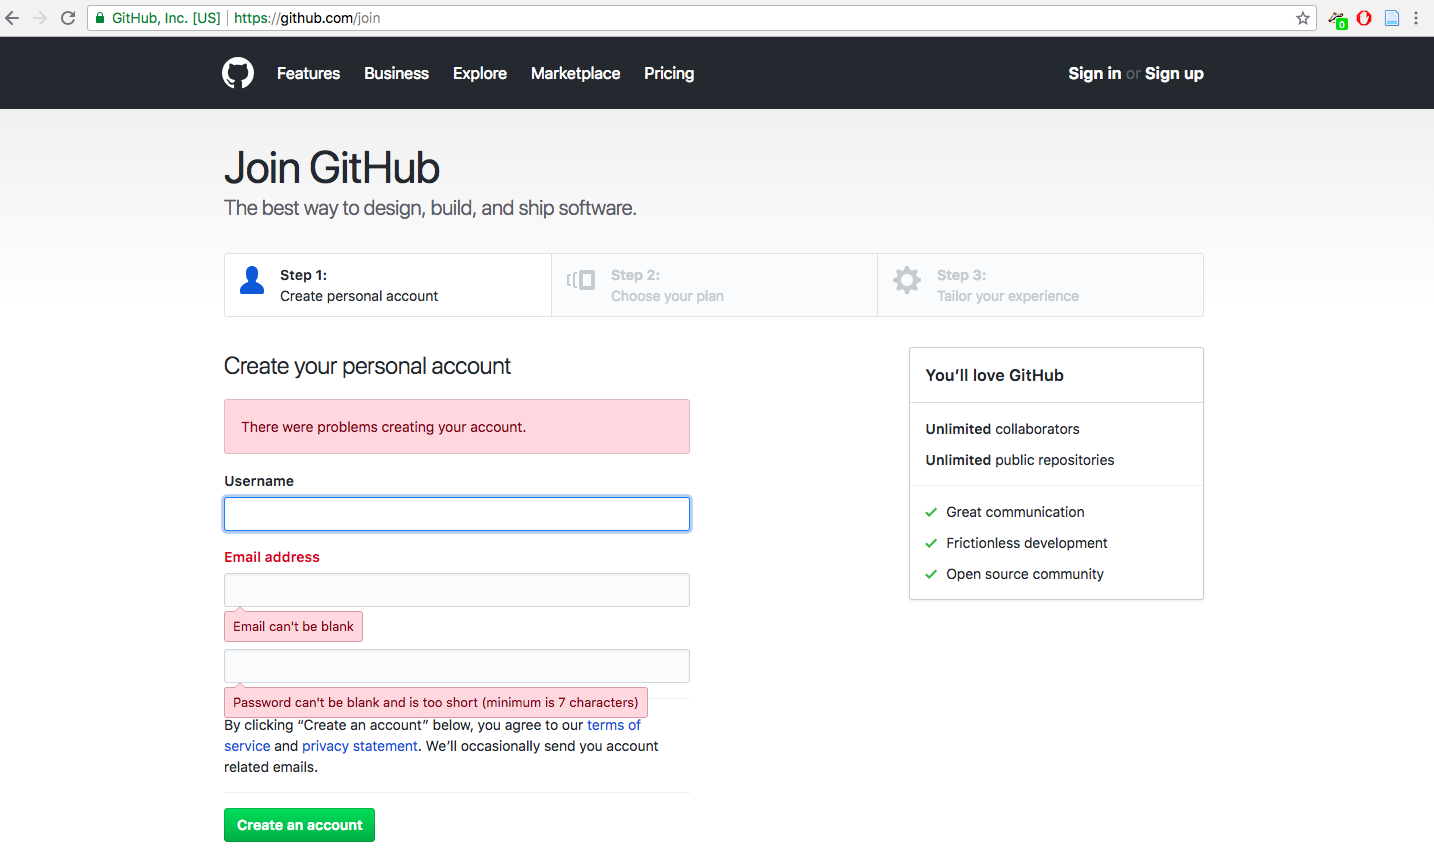 GitHub, Inc. [US] https://github.com/join
0
Features Business Explore Marketplace Pricing Sign in or Sign up
Join GitHub
The best way to design, build, and ship software.
Step 1:
Create personal account
Step 2:
Choose your plan
Step 3:
Tailor your experience
Create your personal account
There were problems creating your account.
Username
Email address
Email can't be blank
Password can't be blank and is too short (minimum is 7 characters)
By clicking “Create an account” below, you agree to our terms of
service and privacy statement. We’ll occasionally send you account
related emails.
Create an account
You’ll love GitHub
Unlimited collaborators
Unlimited public repositories
Great communication
Frictionless development
Open source community